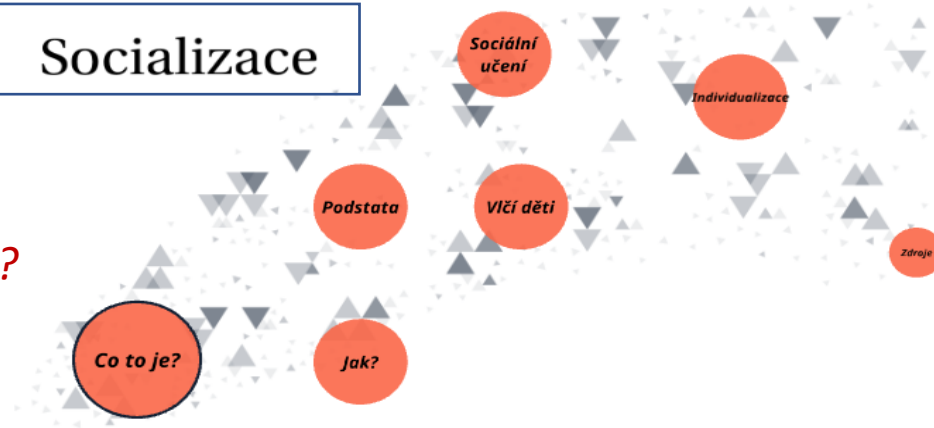 Socializace
Sociální
učení
Individualizace
Podstata
Vlčí děti
?
Zdroje
Co to je?
Jak?